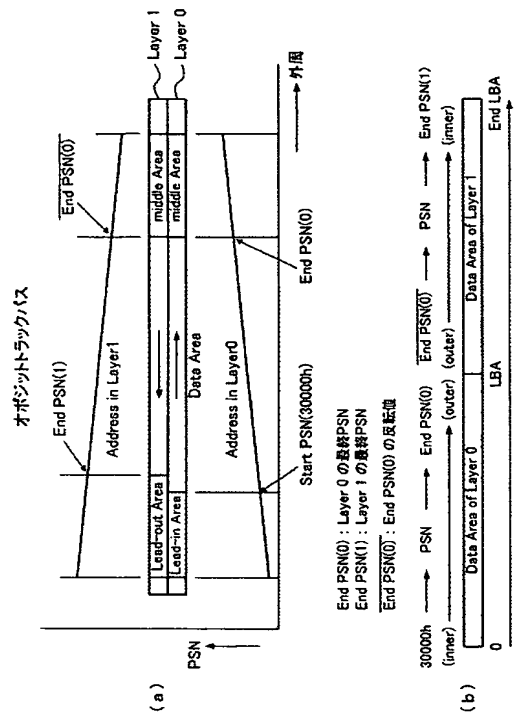 オポジットトラックパス
(a)
PSN
End PSN(1)
End PSN(0)
Address in Layer1
Layer 1
Layer 0
Lead-out Area
middle Area
Lead-in Area
middle Area
Data Area
Address in Layer0
Start PSN(30000h)
End PSN(0)
外周
End PSN(0) : Layer 0 の最終PSN
End PSN(1) : Layer 1 の最終PSN
End PSN(0) : End PSN(0) の反転値
(b)
30000h PSN End PSN(0) End PSN(0) PSN End PSN(1)
(inner) (outer) (outer) (inner)
Data Area of Layer 0 Data Area of Layer 1
0 LBA End LBA